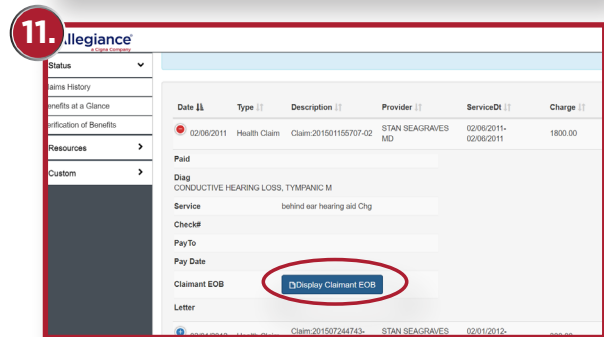 11.
llegiance
a Cigna Company
Status
laims History
enefits at a Glance
erification of Benefits
Resources
Custom
Date Type Description Provider ServiceDt Charge
02/06/2011 Health Claim Claim:201501155707-02 STAN SEAGRAVES MD 02/06/2011- 02/06/2011 1800.00
Paid
Diag
CONDUCTIVE HEARING LOSS, TYMPANIC M
Service behind ear hearing aid Chg
Check#
PayTo
Pay Date
Claimant EOB Display Claimant EOB
Letter
Claim:201507244743- STAN SEAGRAVES 02/01/2012-